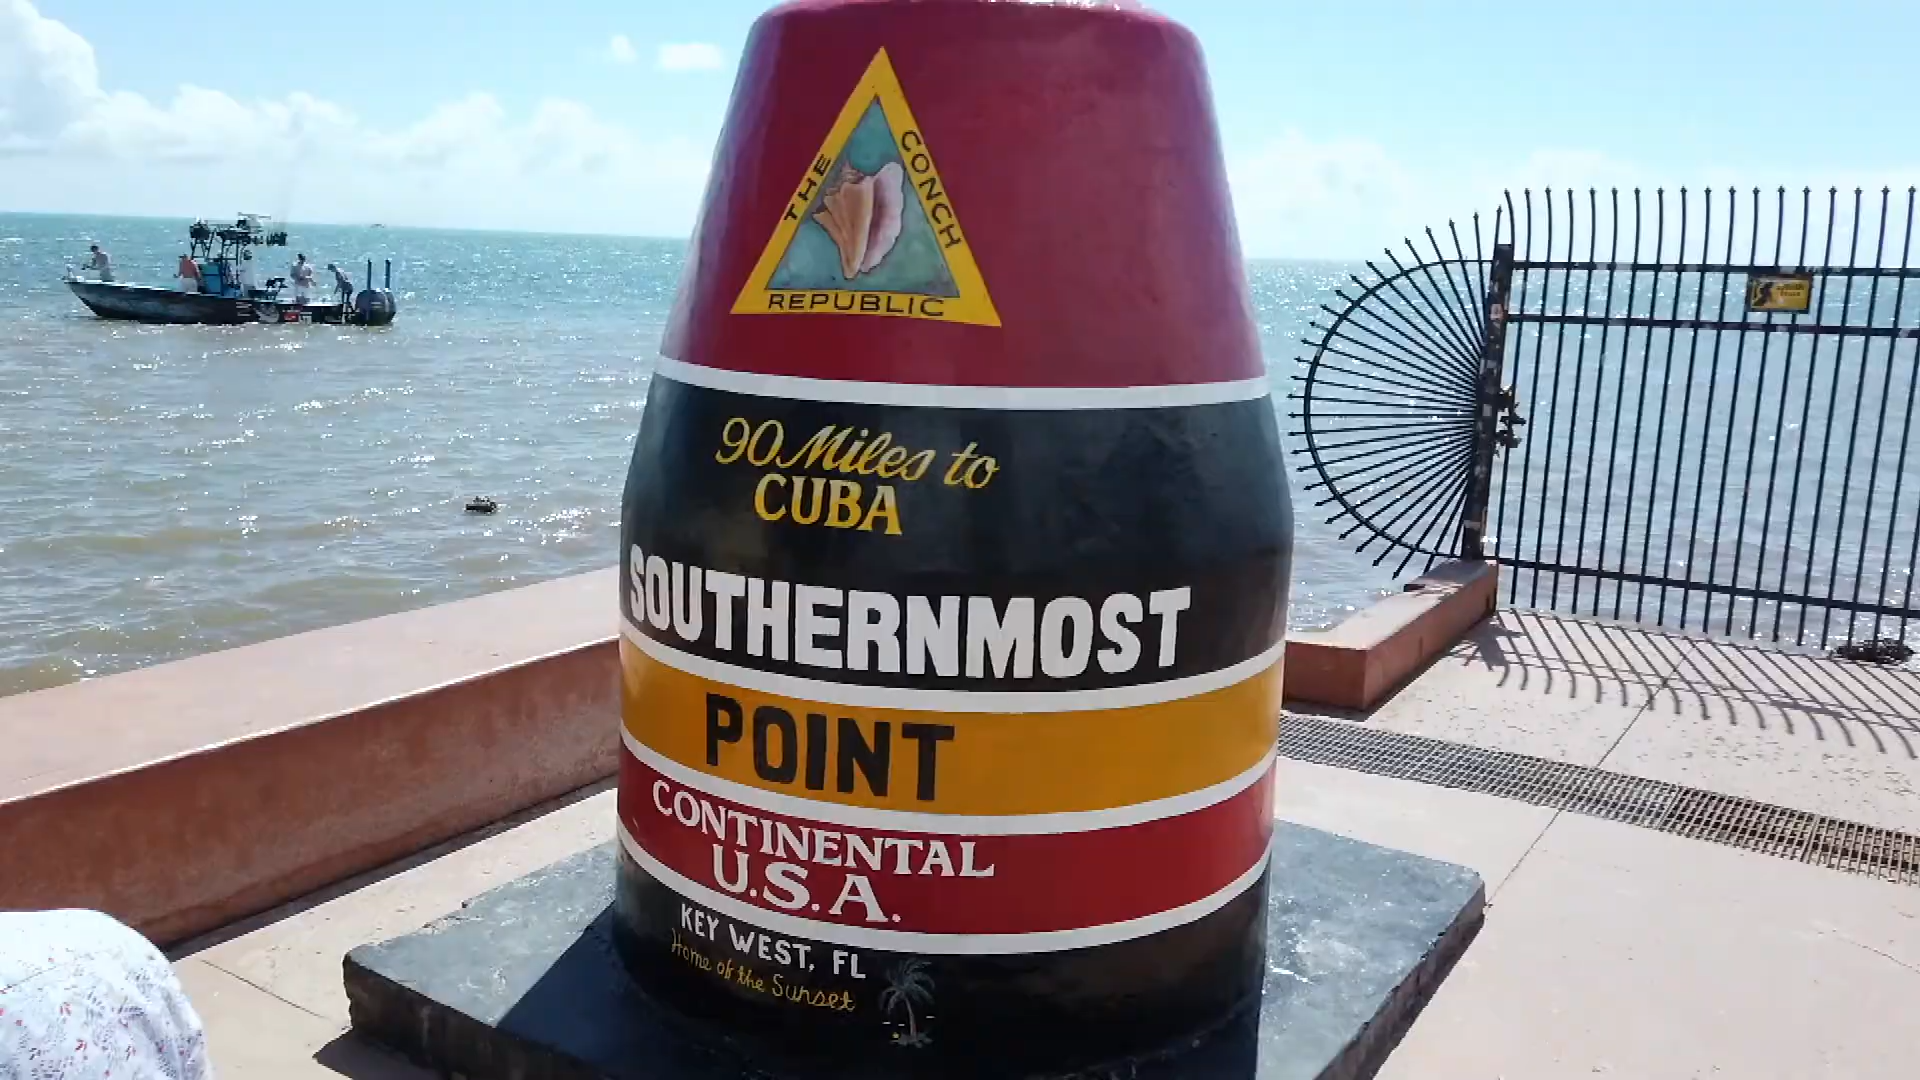 THE CONCH
REPUBLIC
90 Miles to
CUBA
SOUTHERNMOST
POINT
CONTINENTAL
U.S.A.
KEY WEST, FL
Home of the Sunset